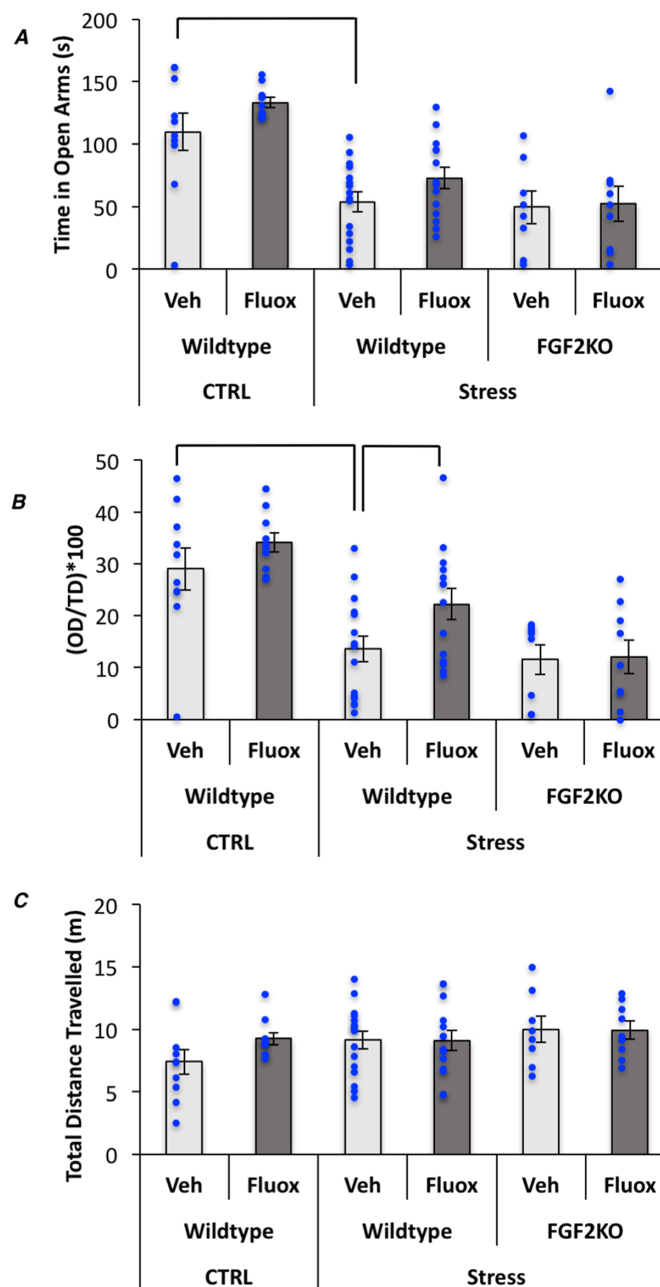 A
Time in Open Arms (s)
200
150
100
50
0
Veh Fluox Veh Fluox Veh Fluox
Wildtype Wildtype FGF2KO
CTRL Stress
B
(OD/TD)*100
50
40
30
20
10
0
Veh Fluox Veh Fluox Veh Fluox
Wildtype Wildtype FGF2KO
CTRL Stress
C
Total Distance Travelled (m)
20
15
10
5
0
Veh Fluox Veh Fluox Veh Fluox
Wildtype Wildtype FGF2KO
CTRL Stress